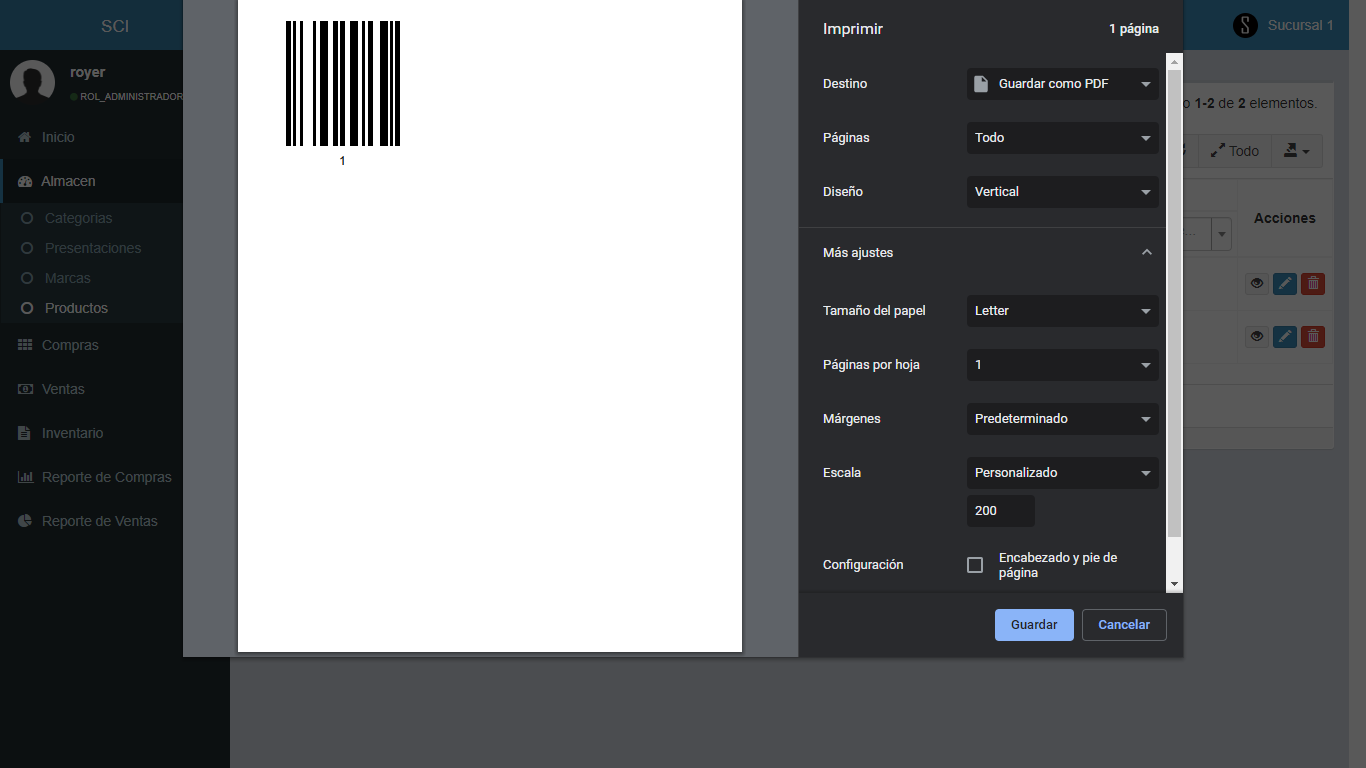 SCI
royer
ROL_ADMINISTRADOR
Inicio
Almacen
Categorias
Presentaciones
Marcas
Productos
Compras
Ventas
Inventario
Reporte de Compras
Reporte de Ventas
1
Imprimir
1 página
Destino
Guardar como PDF
Páginas
Todo
Diseño
Vertical
Más ajustes
Tamaño del papel
Letter
Páginas por hoja
1
Márgenes
Predeterminado
Escala
Personalizado
200
Configuración
Encabezado y pie de
página
Guardar
Cancelar
S
Sucursal 1
o 1-2 de 2 elementos.
Todo
...
Acciones